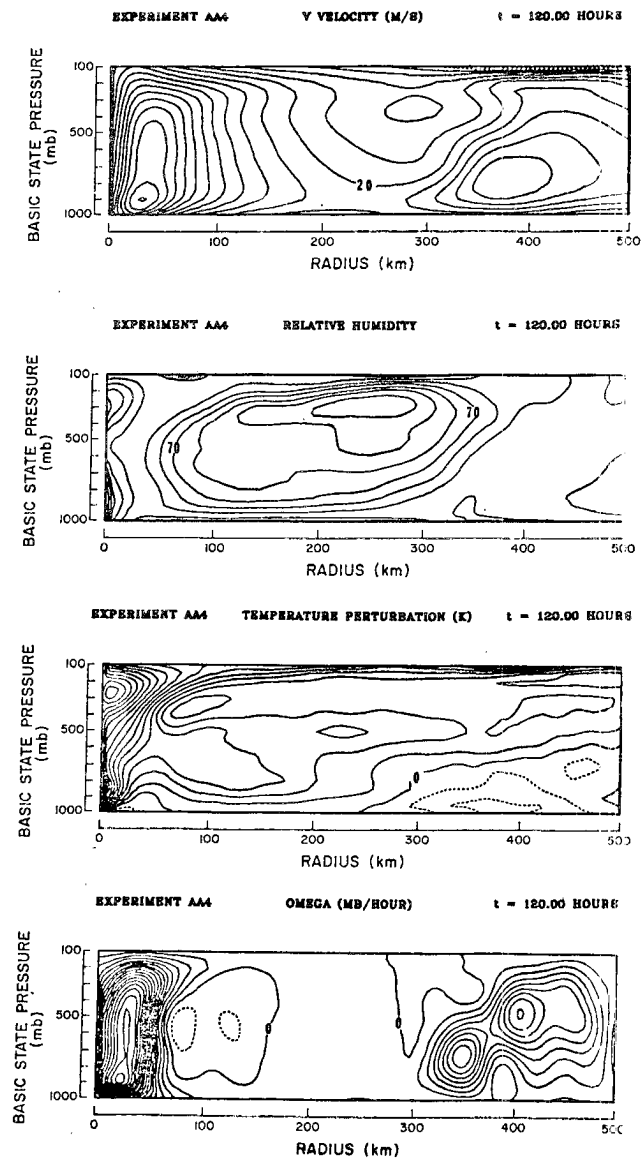 EXPERIMENT AA4 V VELOCITY (M/S) t = 120.00 HOURS
BASIC STATE PRESSURE
(mb)
100
500
1000
20
0 100 200 300 400 500
RADIUS (km)
EXPERIMENT AA4 RELATIVE HUMIDITY t = 120.00 HOURS
BASIC STATE PRESSURE
(mb)
100
500
1000
70 70
0 100 200 300 400 500
RADIUS (km)
EXPERIMENT AA4 TEMPERATURE PERTURBATION (K) t = 120.00 HOURS
BASIC STATE PRESSURE
(mb)
100
500
1000
0
0 100 200 300 400 500
RADIUS (km)
EXPERIMENT AA4 OMEGA (MB/HOUR) t = 120.00 HOURS
BASIC STATE PRESSURE
(mb)
100
500
1000
0 0
0 100 200 300 400 500
RADIUS (km)